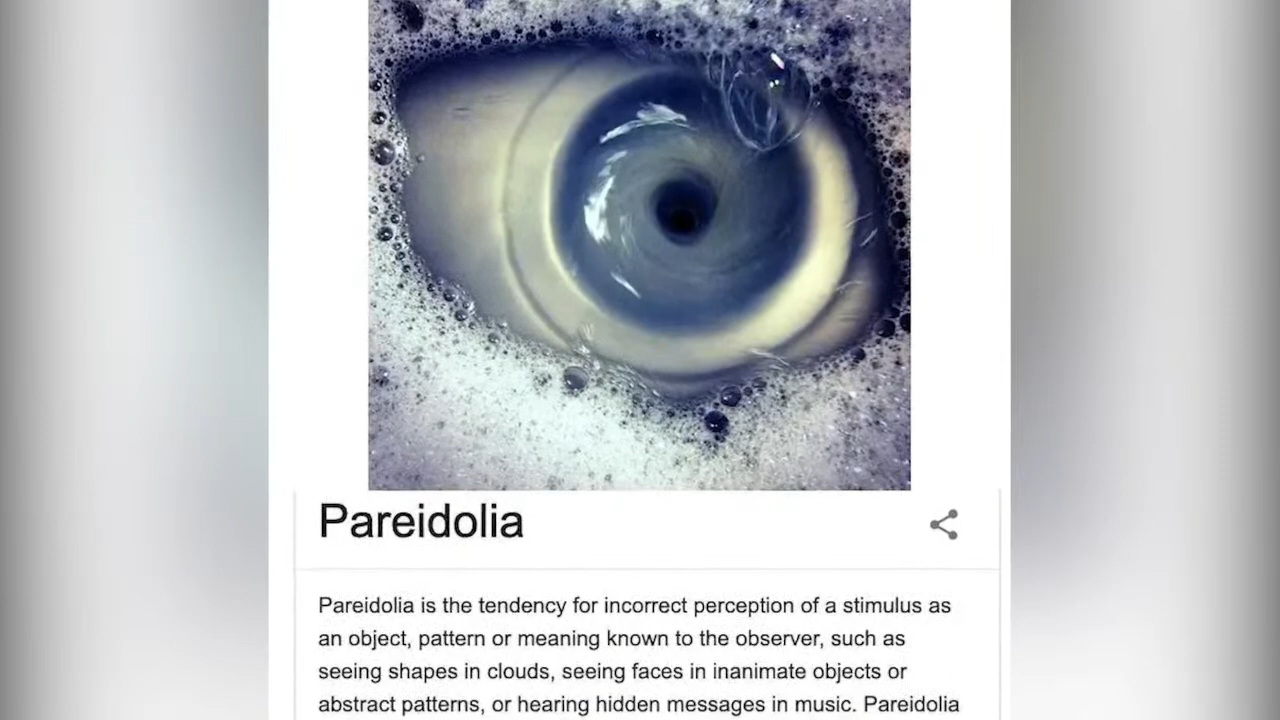 Pareidolia
Pareidolia is the tendency for incorrect perception of a stimulus as
an object, pattern or meaning known to the observer, such as
seeing shapes in clouds, seeing faces in inanimate objects or
abstract patterns, or hearing hidden messages in music. Pareidolia